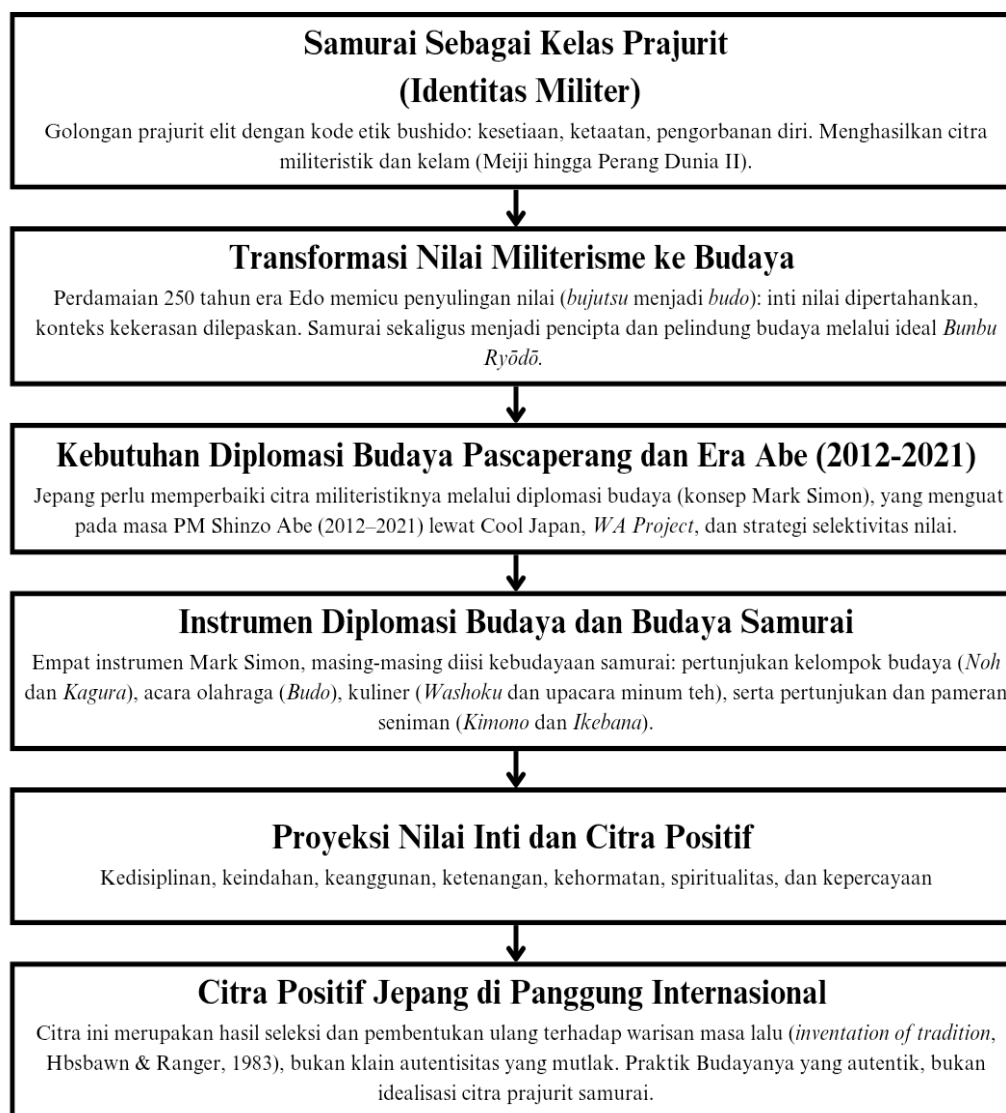 Samurai Sebagai Kelas Prajurit
(Identitas Militer)
Golongan prajurit elit dengan kode etik bushido: kesetiaan, ketaatan, pengorbanan diri. Menghasilkan citra
militeristik dan kelam (Meiji hingga Perang Dunia II).
Transformasi Nilai Militerisme ke Budaya
Perdamaian 250 tahun era Edo memicu penyulingan nilai (bujutsu menjadi budo): inti nilai dipertahankan,
konteks kekerasan dilepaskan. Samurai sekaligus menjadi pencipta dan pelindung budaya melalui ideal Bunbu
Ryōdō.
Kebutuhan Diplomasi Budaya Pascaperang dan Era Abe (2012-2021)
Jepang perlu memperbaiki citra militeristiknya melalui diplomasi budaya (konsep Mark Simon), yang menguat
pada masa PM Shinzo Abe (2012–2021) lewat Cool Japan, WA Project, dan strategi selektivitas nilai.
Instrumen Diplomasi Budaya dan Budaya Samurai
Empat instrumen Mark Simon, masing-masing diisi kebudayaan samurai: pertunjukan kelompok budaya (Noh
dan Kagura), acara olahraga (Budo), kuliner (Washoku dan upacara minum teh), serta pertunjukan dan pameran
seniman (Kimono dan Ikebana).
Proyeksi Nilai Inti dan Citra Positif
Kedisiplinan, keindahan, keanggunan, ketenangan, kehormatan, spiritualitas, dan kepercayaan
Citra Positif Jepang di Panggung Internasional
Citra ini merupakan hasil seleksi dan pembentukan ulang terhadap warisan masa lalu (inventation of tradition,
Hbsbawn & Ranger, 1983), bukan klain autentisitas yang mutlak. Praktik Budayanya yang autentik, bukan
idealisasi citra prajurit samurai.